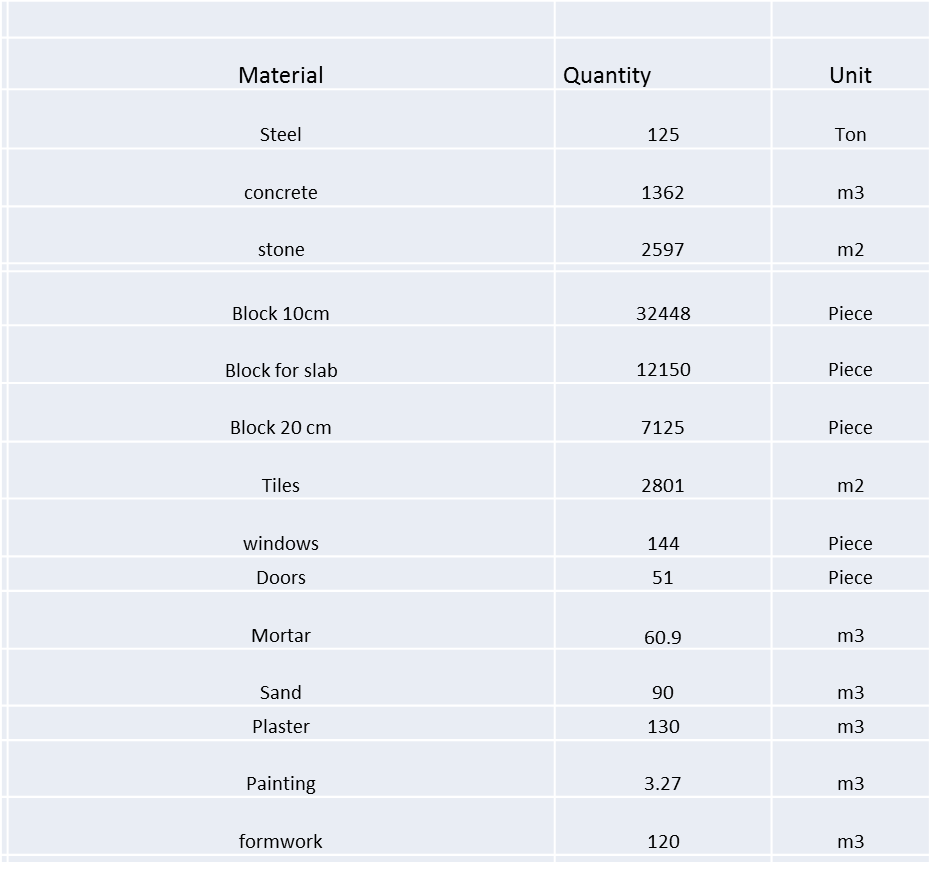 Material Quantity Unit
Steel 125 Ton
concrete 1362 m3
stone 2597 m2
Block 10cm 32448 Piece
Block for slab 12150 Piece
Block 20 cm 7125 Piece
Tiles 2801 m2
windows 144 Piece
Doors 51 Piece
Mortar 60.9 m3
Sand 90 m3
Plaster 130 m3
Painting 3.27 m3
formwork 120 m3